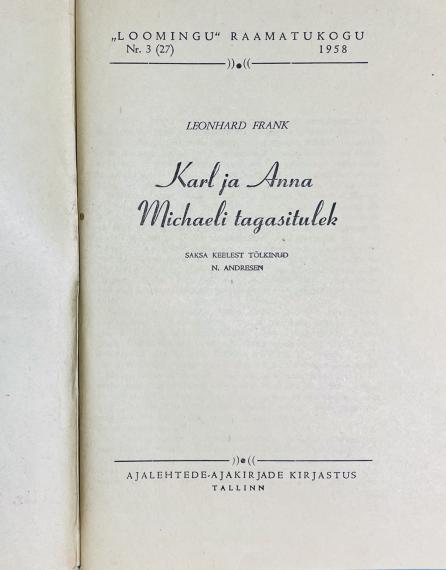 „LOOMINGU“ RAAMATUKOGU
Nr. 3 (27) 1958
LEONHARD FRANK
Karl ja Anna
Michaeli tagasitulek
SAKSA KEELEST TÕLKINUD
N. ANDRESEN
AJALEHTEDE-AJAKIRJADE KIRJASTUS
TALLINN